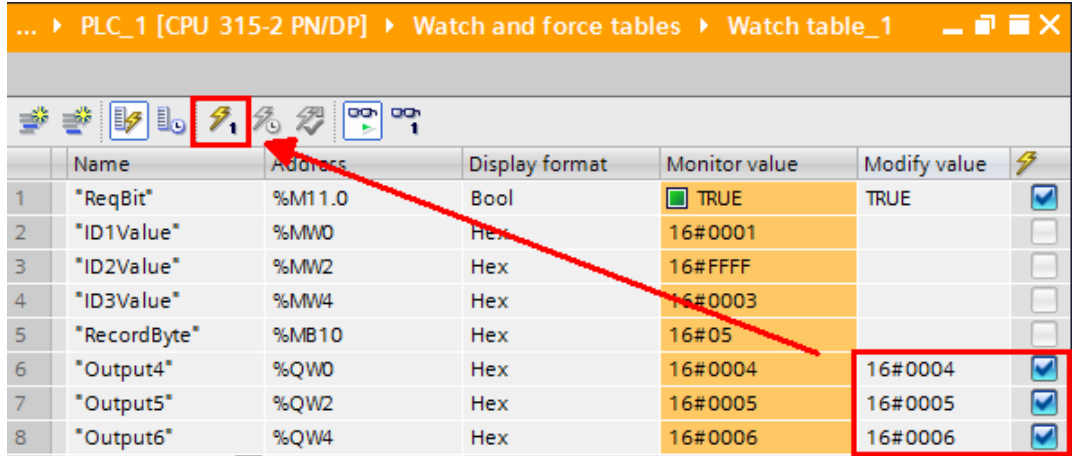 ... PLC_1 [CPU 315-2 PN/DP] Watch and force tables Watch table_1
1 1
Name Address Display format Monitor value Modify value
1 "ReqBit" %M11.0 Bool TRUE TRUE
2 "ID1Value" %MW0 Hex 16#0001
3 "ID2Value" %MW2 Hex 16#FFFF
4 "ID3Value" %MW4 Hex 16#0003
5 "RecordByte" %MB10 Hex 16#05
6 "Output4" %QW0 Hex 16#0004 16#0004
7 "Output5" %QW2 Hex 16#0005 16#0005
8 "Output6" %QW4 Hex 16#0006 16#0006